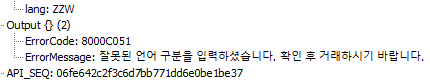 lang: ZZW
Output {} (2)
ErrorCode: 8000C051
ErrorMessage: 잘못된 언어 구분을 입력하셨습니다. 확인 후 거래하시기 바랍니다.
API_SEQ: 06fe642c2f3c6d7bb771dd6e0be1be37